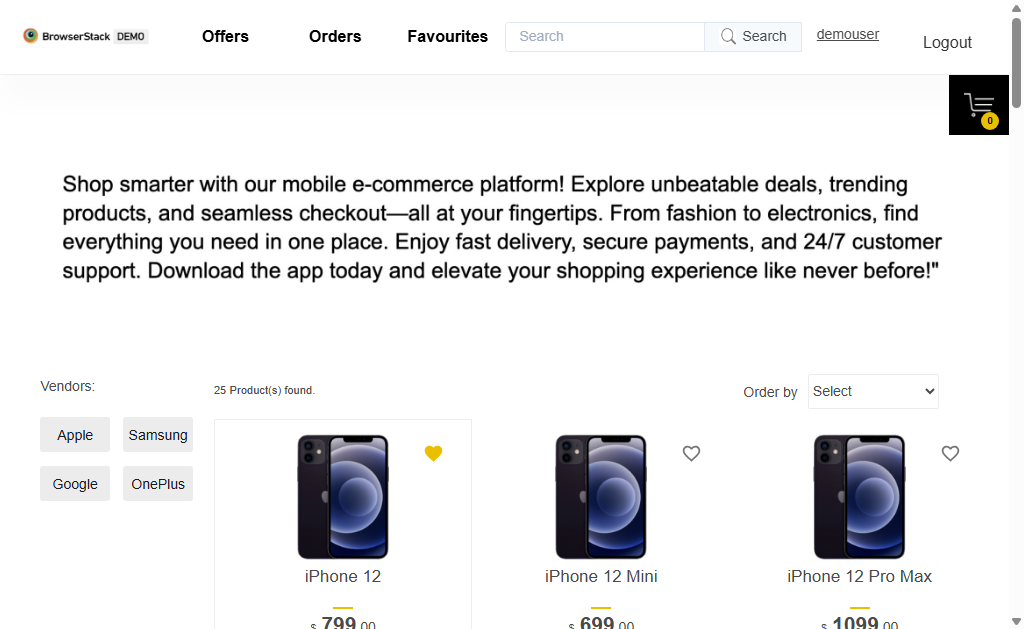 BrowserStack DEMO
Offers
Orders
Favourites
Search
Search
demouser
Logout
0
Shop smarter with our mobile e-commerce platform! Explore unbeatable deals, trending
products, and seamless checkout—all at your fingertips. From fashion to electronics, find
everything you need in one place. Enjoy fast delivery, secure payments, and 24/7 customer
support. Download the app today and elevate your shopping experience like never before!"
Vendors:
25 Product(s) found.
Order by
Select
Apple
Samsung
Google
OnePlus
iPhone 12
iPhone 12 Mini
iPhone 12 Pro Max
$ 799.00
$ 699.00
$ 1099.00